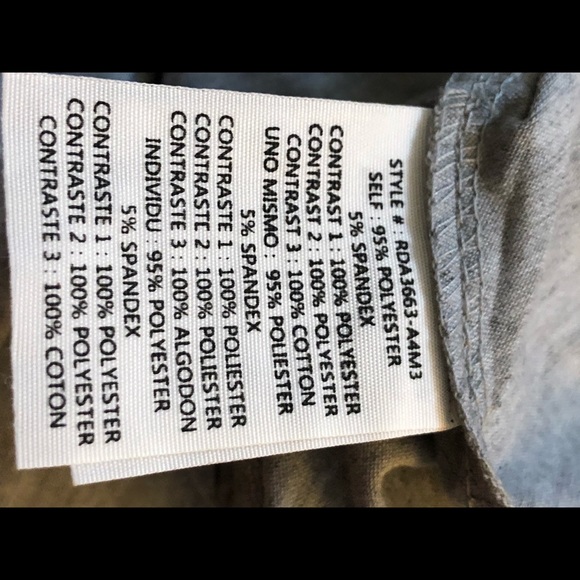 STYLE # : RDA3663-A4M3
SELF : 95% POLYESTER
5% SPANDEX
CONTRAST 1 : 100% POLYESTER
CONTRAST 2 : 100% POLYESTER
CONTRAST 3 : 100% COTTON
UNO MISMO : 95% POLIESTER
5% SPANDEX
CONTRASTE 1 : 100% POLIESTER
CONTRASTE 2 : 100% POLIESTER
CONTRASTE 3 : 100% ALGODON
INDIVIDU : 95% POLYESTER
5% SPANDEX
CONTRASTE 1 : 100% POLYESTER
CONTRASTE 2 : 100% POLYESTER
CONTRASTE 3 : 100% COTON